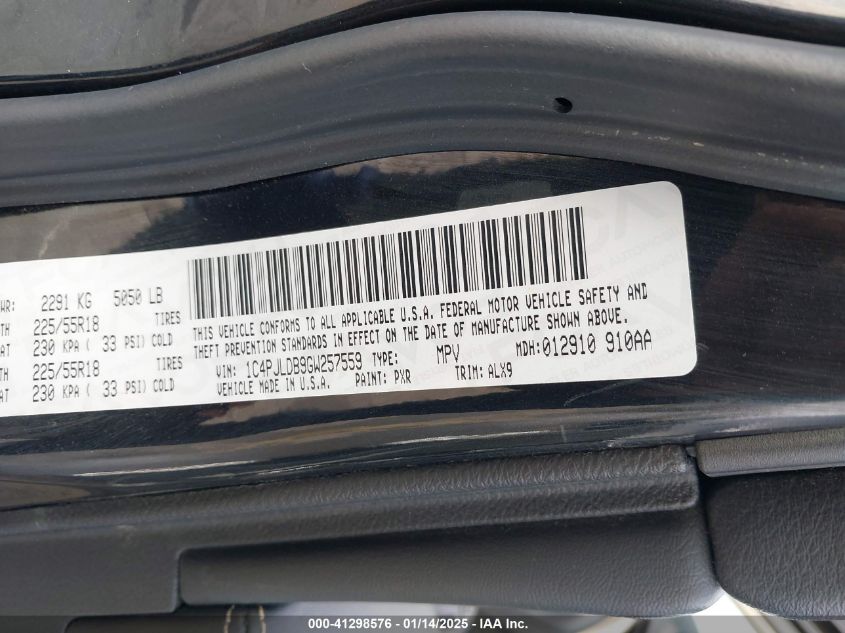 WR: 2291 KG 5050 LB
TH 225/55R18 TIRES
AT 230 KPA ( 33 PSI) COLD
TH 225/55R18 TIRES
AT 230 KPA ( 33 PSI) COLD
THIS VEHICLE CONFORMS TO ALL APPLICABLE U.S.A. FEDERAL MOTOR VEHICLE SAFETY AND
THEFT PREVENTION STANDARDS IN EFFECT ON THE DATE OF MANUFACTURE SHOWN ABOVE.
VIN: 1C4PJLDB9GW257559 TYPE: MPV MDH:012910 910AA
VEHICLE MADE IN U.S.A. PAINT: PXR TRIM: ALX9
000-41298576 - 01/14/2025 - IAA Inc.